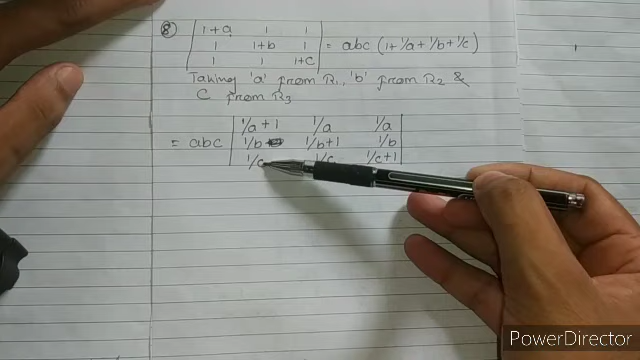 ⑧ | 1+a 1 1 |
| 1 1+b 1 | = abc (1+1/a+1/b+1/c)
| 1 1 1+c |
Taking 'a' from R₁, 'b' from R₂ &
C from R₃
| 1/a+1 1/a 1/a |
= abc | 1/b 1/b+1 1/b |
| 1/c 1/c 1/c+1 |
PowerDirector